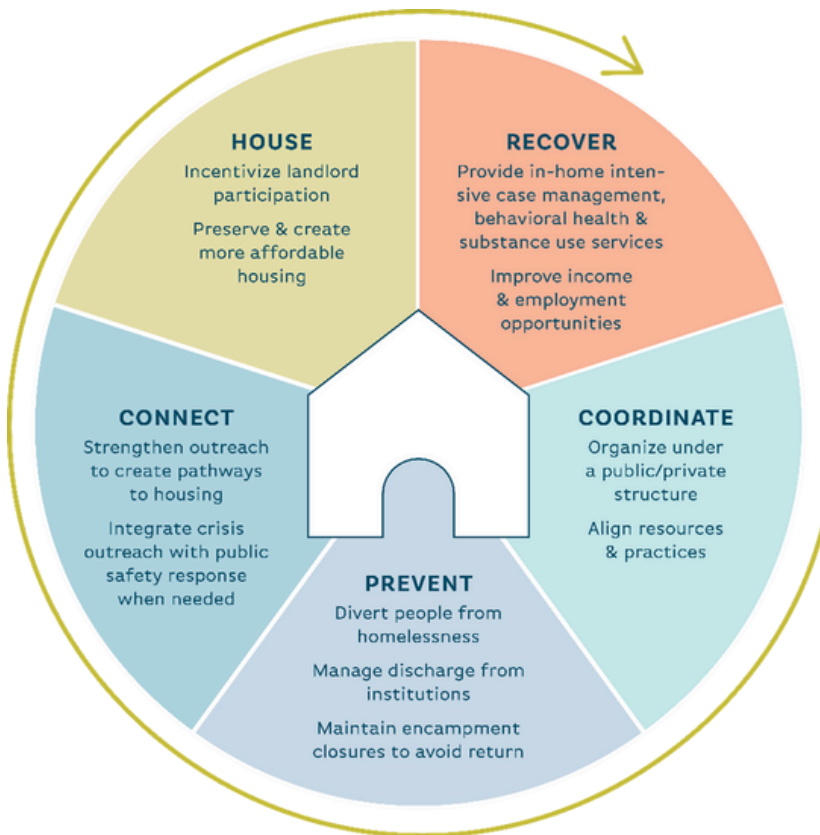 HOUSE
Incentivize landlord
participation
Preserve & create
more affordable
housing
RECOVER
Provide in-home inten-
sive case management,
behavioral health &
substance use services
Improve income
& employment
opportunities
CONNECT
Strengthen outreach
to create pathways
to housing
Integrate crisis
outreach with public
safety response
when needed
COORDINATE
Organize under
a public/private
structure
Align resources
& practices
PREVENT
Divert people from
homelessness
Manage discharge from
institutions
Maintain encampment
closures to avoid return